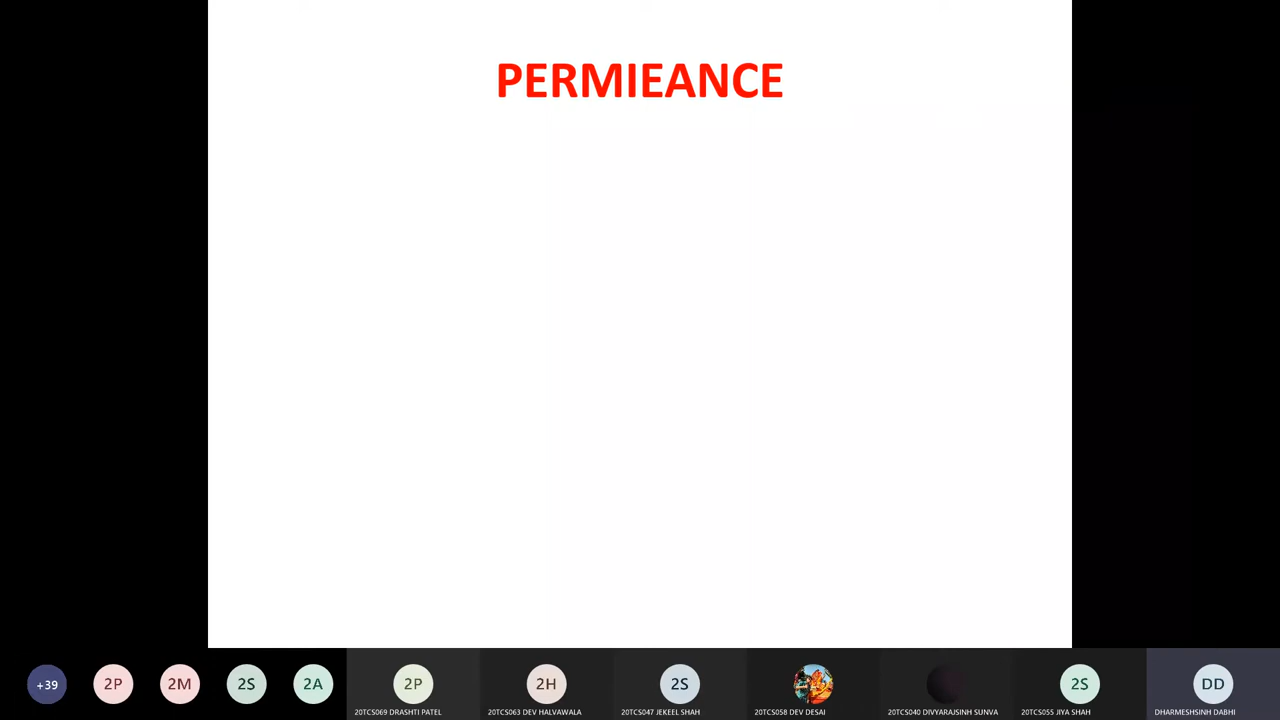 PERMIEANCE
+39
2P
2M
2S
2A
2P
2H
2S
2S
DD
20TCS069 DRASHTI PATEL
20TCS063 DEV HALVAWALA
20TCS047 JEKEEL SHAH
20TCS058 DEV DESAI
20TCS040 DIVYARAJSINH SUNVA
20TCS055 JIYA SHAH
DHARMESHSINH DABHI